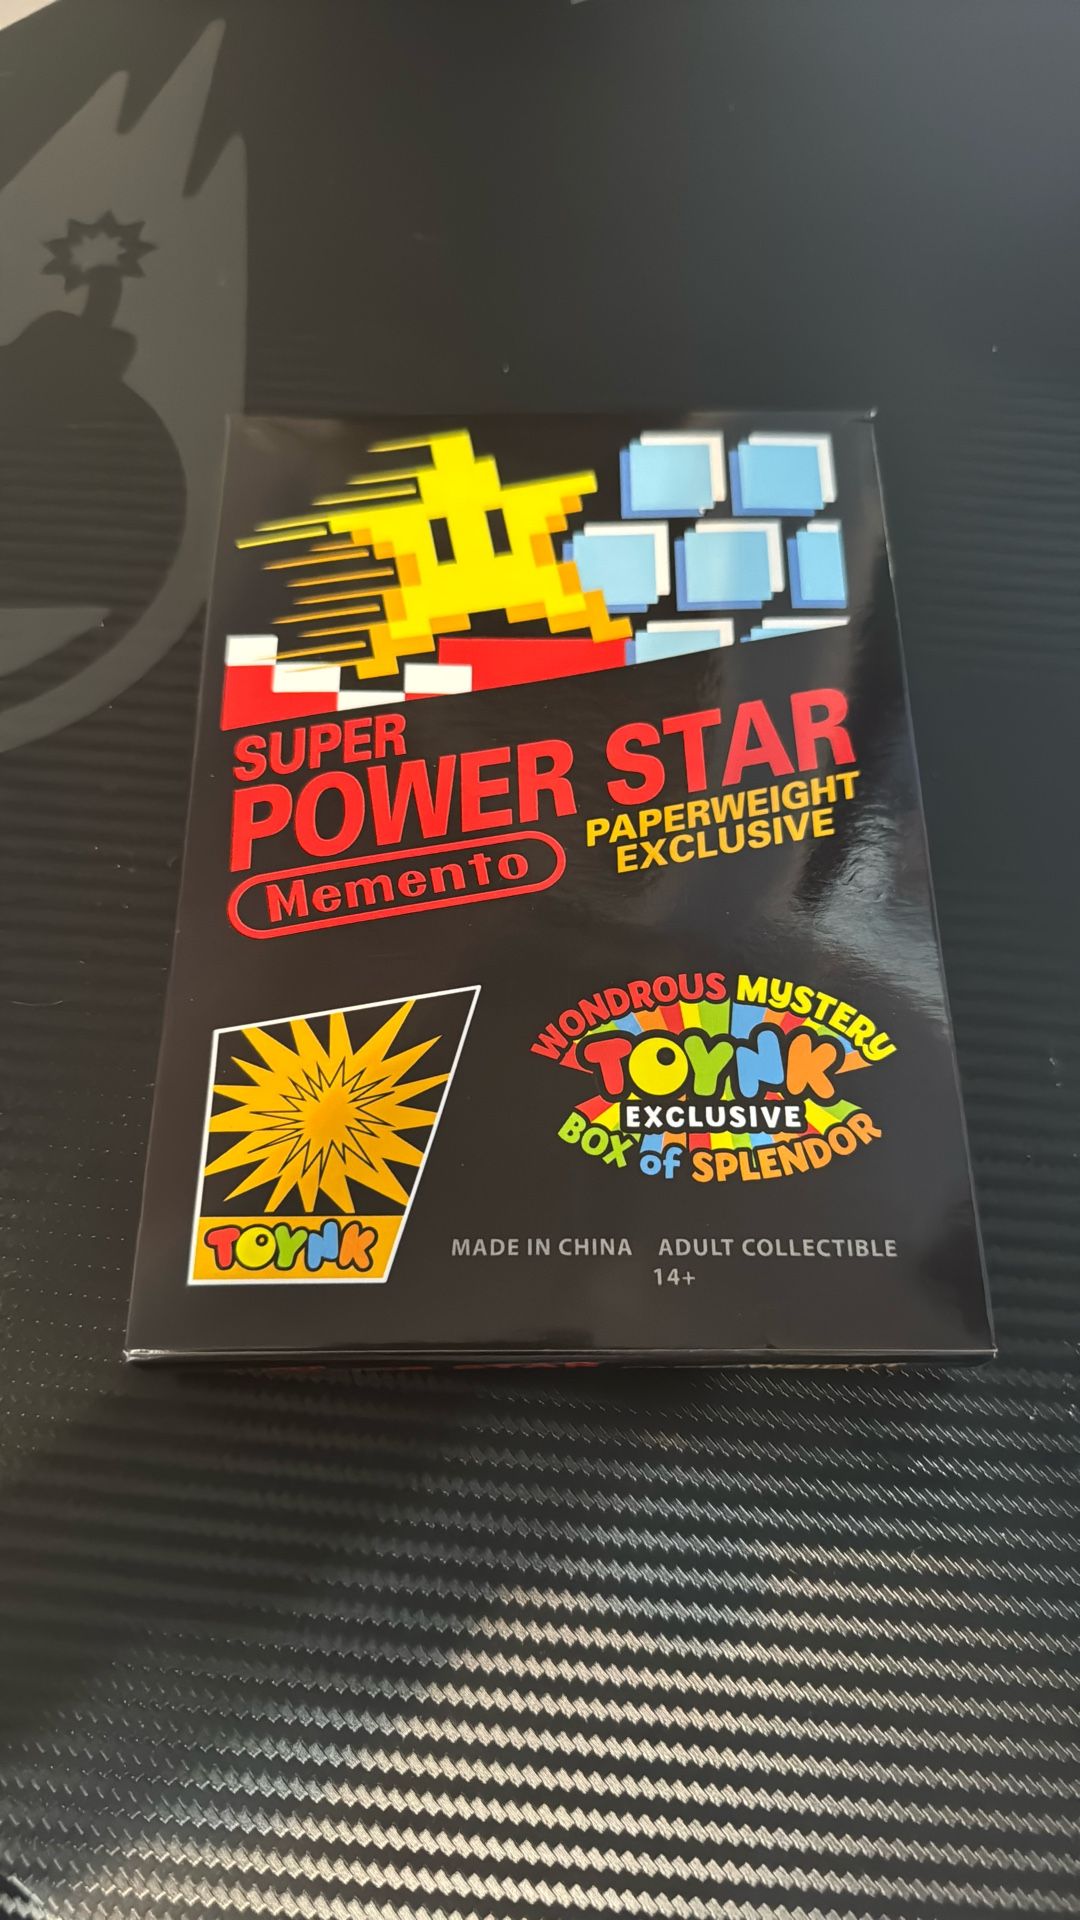 SUPER
POWER STAR
PAPERWEIGHT
EXCLUSIVE
Memento
WONDROUS MYSTERY
TOYNK
EXCLUSIVE
BOX of SPLENDOR
TOYNK
MADE IN CHINA ADULT COLLECTIBLE
14+